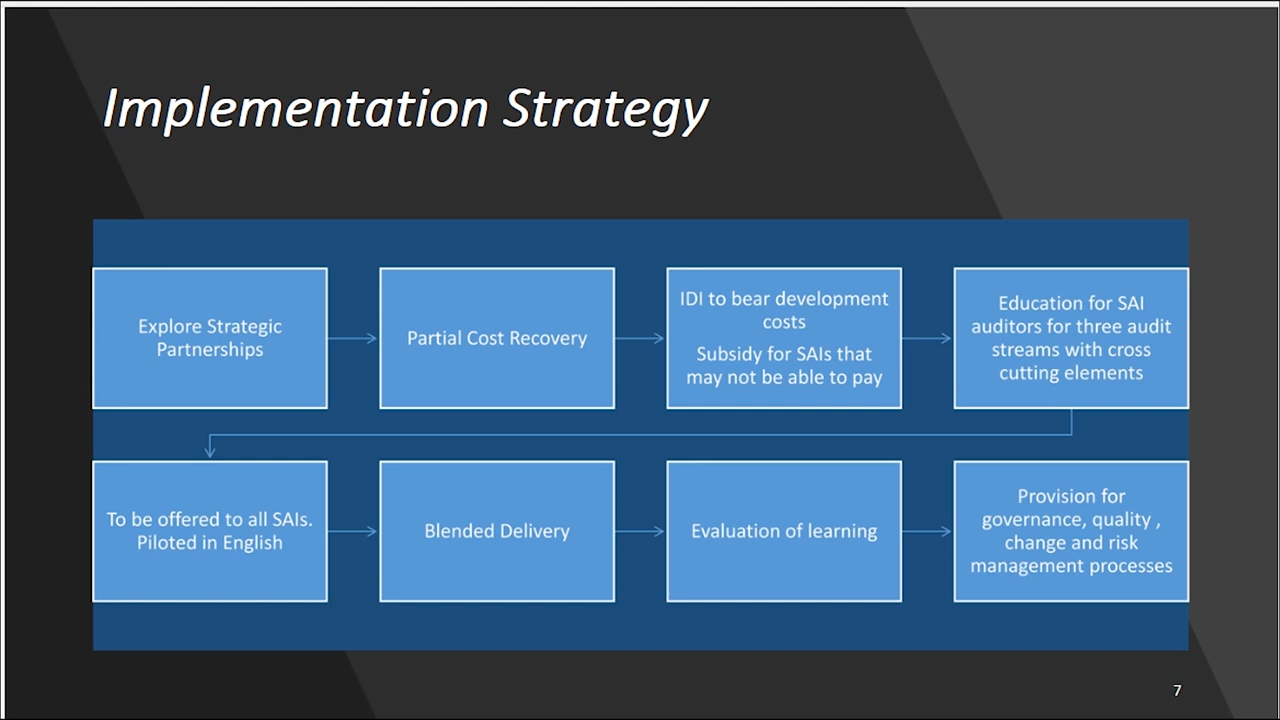 Implementation Strategy
Explore Strategic
Partnerships
Partial Cost Recovery
IDI to bear development
costs
Subsidy for SAIs that
may not be able to pay
Education for SAI
auditors for three audit
streams with cross
cutting elements
To be offered to all SAIs.
Piloted in English
Blended Delivery
Evaluation of learning
Provision for
governance, quality ,
change and risk
management processes
7